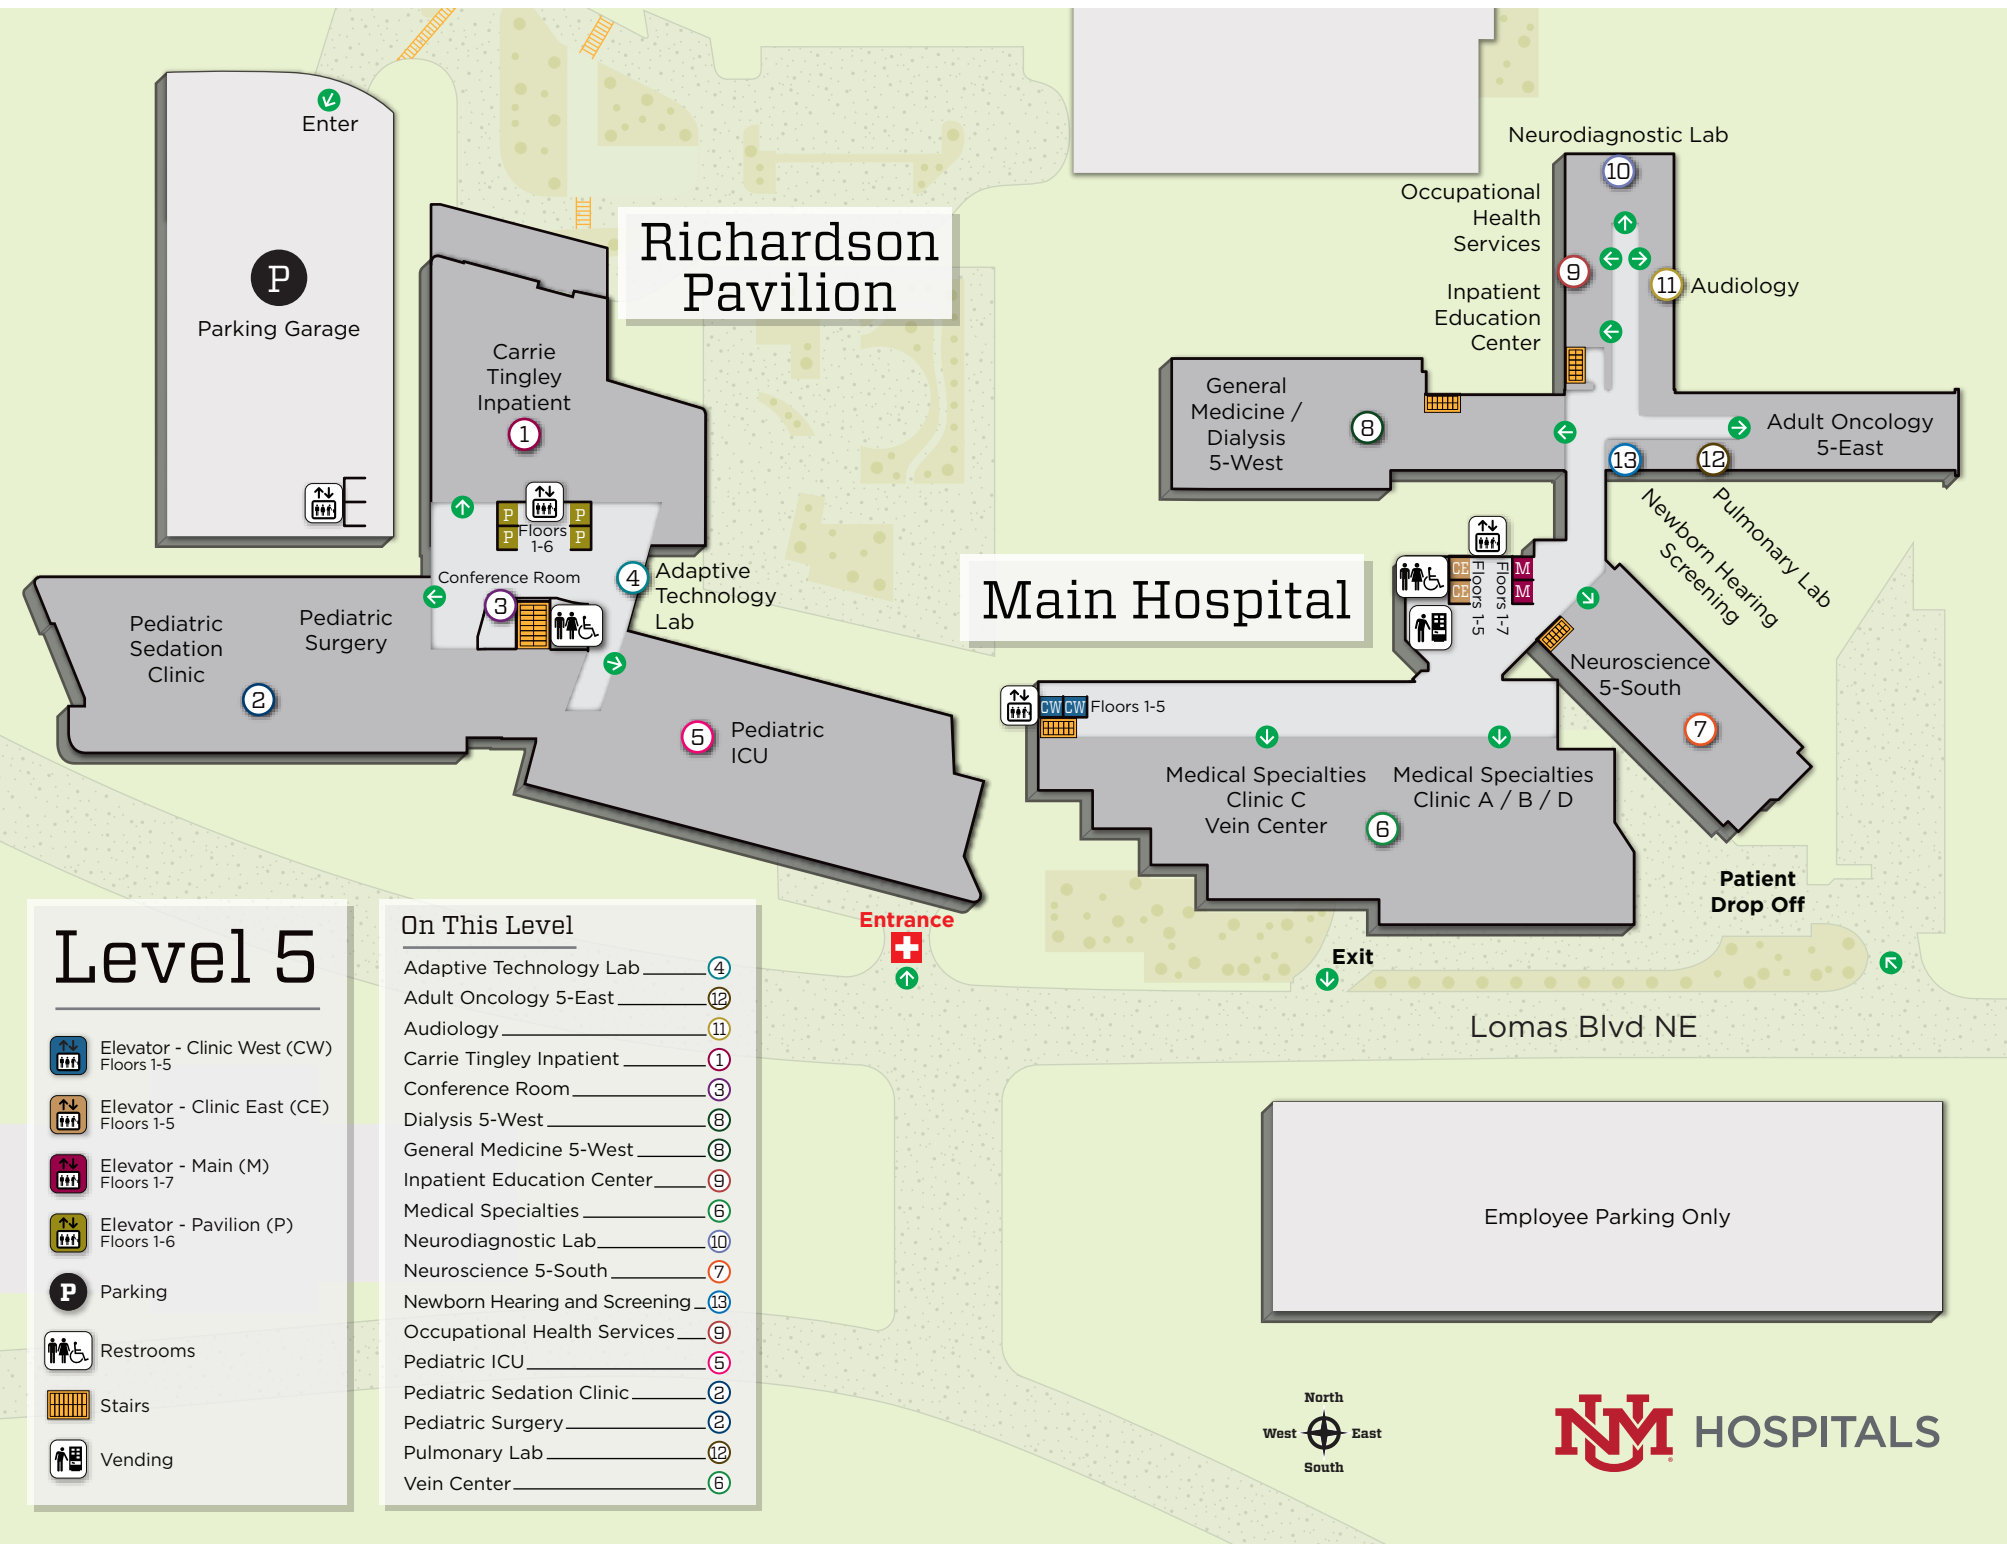 Enter
P
Parking Garage
Richardson
Pavilion
Carrie
Tingley
Inpatient
1
P
P
P
P
Floors
1-6
Conference Room
3
4
Adaptive
Technology
Lab
Pediatric
Sedation
Clinic
Pediatric
Surgery
2
5
Pediatric
ICU
Neurodiagnostic Lab
10
Occupational
Health
Services
9
11
Audiology
Inpatient
Education
Center
General
Medicine /
Dialysis
5-West
8
Adult Oncology
5-East
13
12
Pulmonary Lab
Newborn Hearing
Screening
Main Hospital
CE
CE
Floors 1-5
Floors 1-7
M
M
Neuroscience
5-South
7
CW
CW
Floors 1-5
Medical Specialties
Clinic C
Vein Center
Medical Specialties
Clinic A / B / D
6
Patient
Drop Off
Entrance
Exit
Lomas Blvd NE
Employee Parking Only
Level 5
Elevator - Clinic West (CW)
Floors 1-5
Elevator - Clinic East (CE)
Floors 1-5
Elevator - Main (M)
Floors 1-7
Elevator - Pavilion (P)
Floors 1-6
P
Parking
Restrooms
Stairs
Vending
On This Level
Adaptive Technology Lab 4
Adult Oncology 5-East 12
Audiology 11
Carrie Tingley Inpatient 1
Conference Room 3
Dialysis 5-West 8
General Medicine 5-West 8
Inpatient Education Center 9
Medical Specialties 6
Neurodiagnostic Lab 10
Neuroscience 5-South 7
Newborn Hearing and Screening 13
Occupational Health Services 9
Pediatric ICU 5
Pediatric Sedation Clinic 2
Pediatric Surgery 2
Pulmonary Lab 12
Vein Center 6
North
West
East
South
UNM HOSPITALS